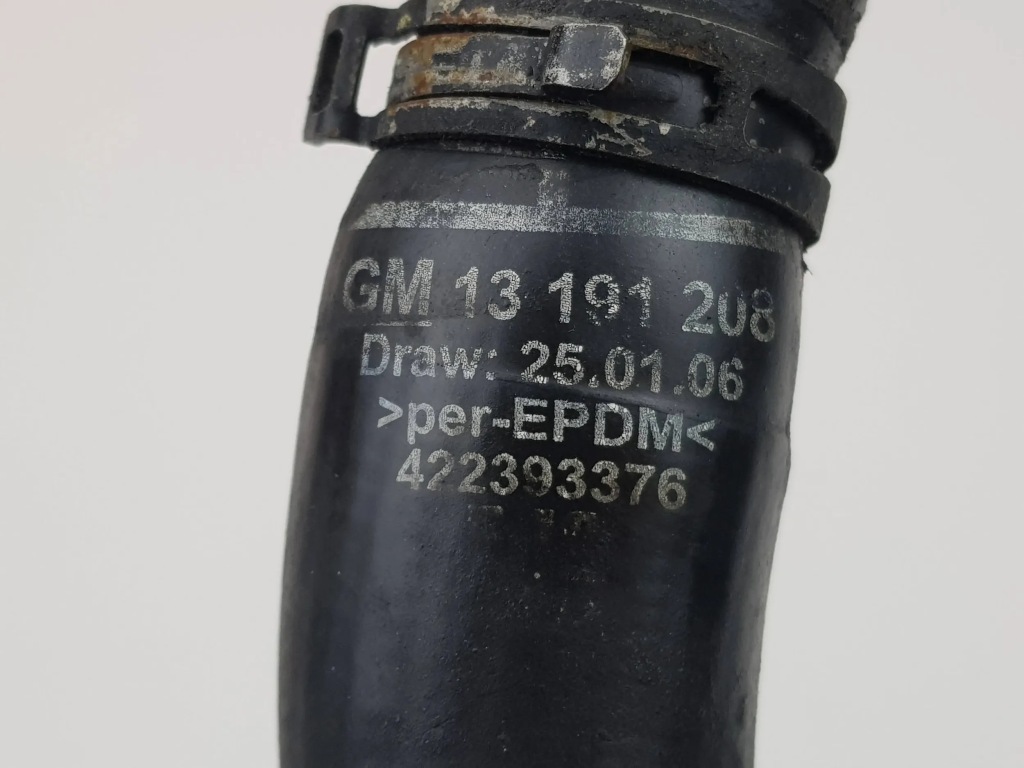 GM 13 191 208
Draw: 25.01.06
>per-EPDM<
422393376